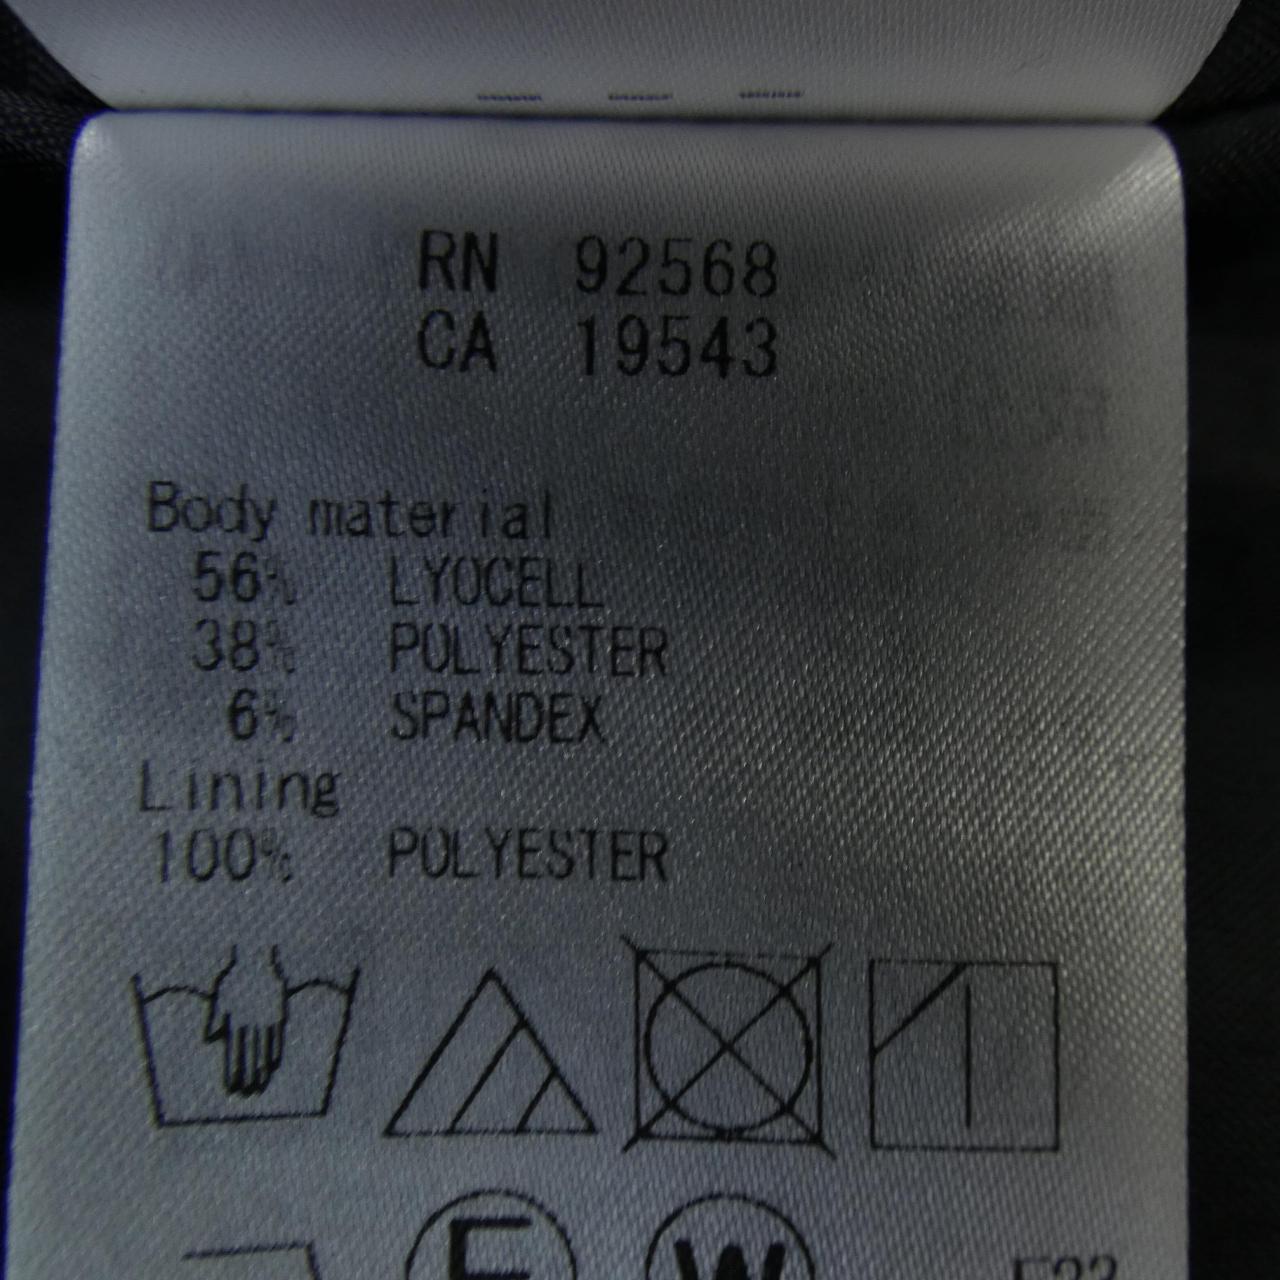 RN 92568
CA 19543
Body material
56% LYOCELL
38% POLYESTER
6% SPANDEX
Lining
100% POLYESTER
F W